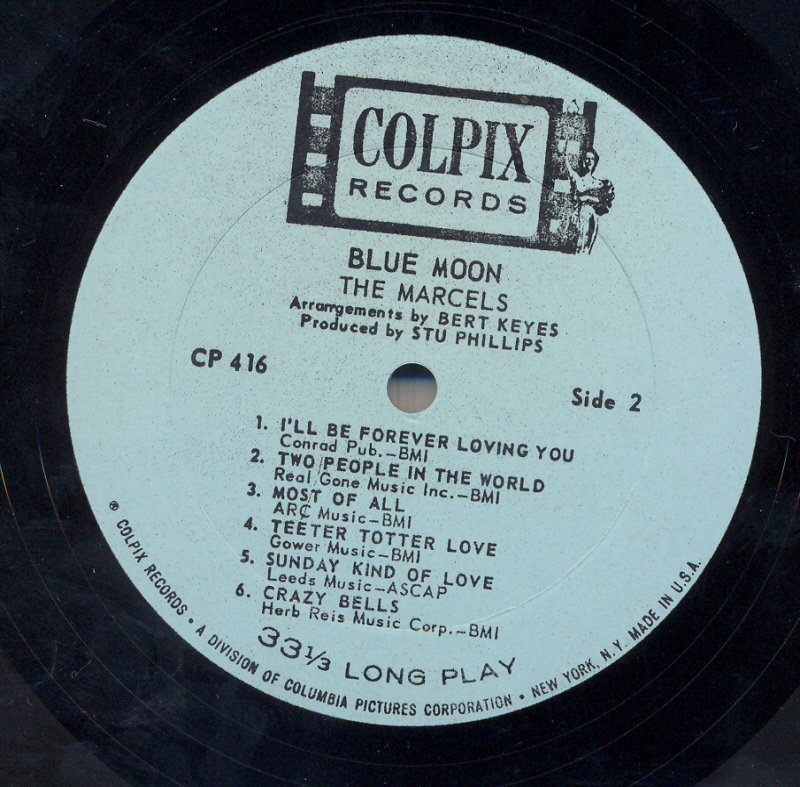 COLPIX
RECORDS
BLUE MOON
THE MARCELS
Arrangements by BERT KEYES
Produced by STU PHILLIPS
CP 416
Side 2
1. I'LL BE FOREVER LOVING YOU
Conrad Pub.–BMI
2. TWO PEOPLE IN THE WORLD
Real Gone Music Inc.–BMI
3. MOST OF ALL
ARC Music–BMI
4. TEETER TOTTER LOVE
Gower Music–BMI
5. SUNDAY KIND OF LOVE
Leeds Music–ASCAP
6. CRAZY BELLS
Herb Reis Music Corp.–BMI
33 1/3 LONG PLAY
® COLPIX RECORDS • A DIVISION OF COLUMBIA PICTURES CORPORATION • NEW YORK, N.Y. MADE IN U.S.A.